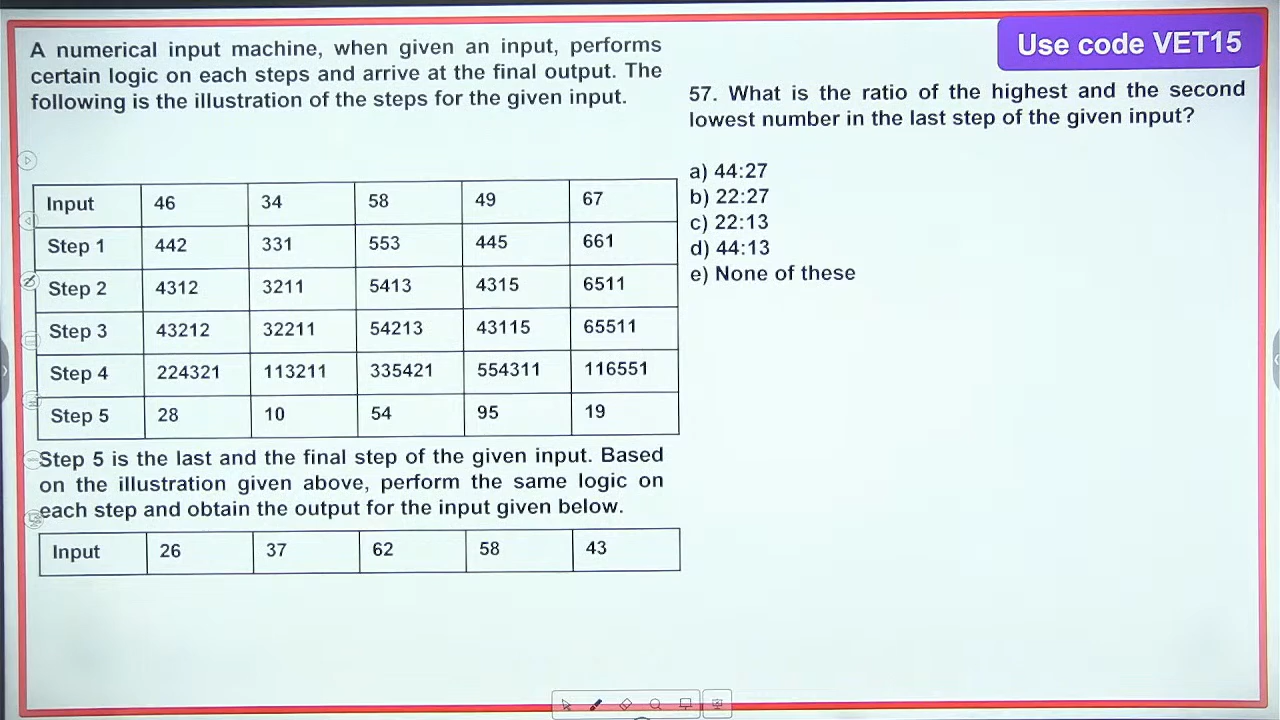 Use code VET15
A numerical input machine, when given an input, performs
certain logic on each steps and arrive at the final output. The
following is the illustration of the steps for the given input.
Input 46 34 58 49 67
Step 1 442 331 553 445 661
Step 2 4312 3211 5413 4315 6511
Step 3 43212 32211 54213 43115 65511
Step 4 224321 113211 335421 554311 116551
Step 5 28 10 54 95 19
Step 5 is the last and the final step of the given input. Based
on the illustration given above, perform the same logic on
each step and obtain the output for the input given below.
Input 26 37 62 58 43
57. What is the ratio of the highest and the second
lowest number in the last step of the given input?
a) 44:27
b) 22:27
c) 22:13
d) 44:13
e) None of these